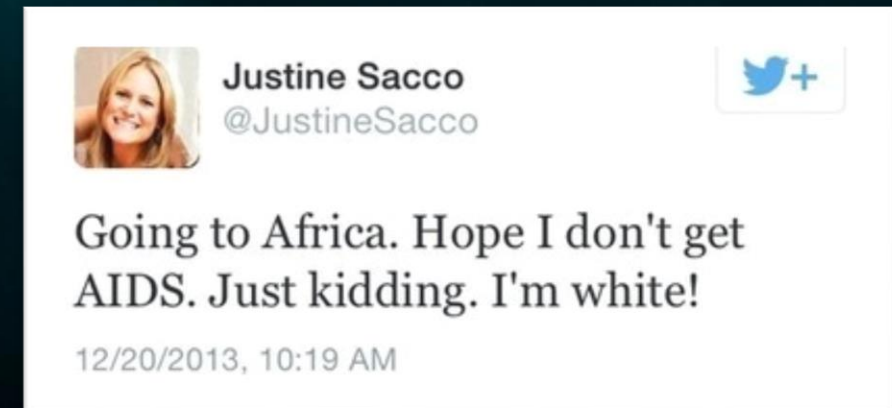 Justine Sacco
@JustineSacco
Going to Africa. Hope I don't get
AIDS. Just kidding. I'm white!
12/20/2013, 10:19 AM